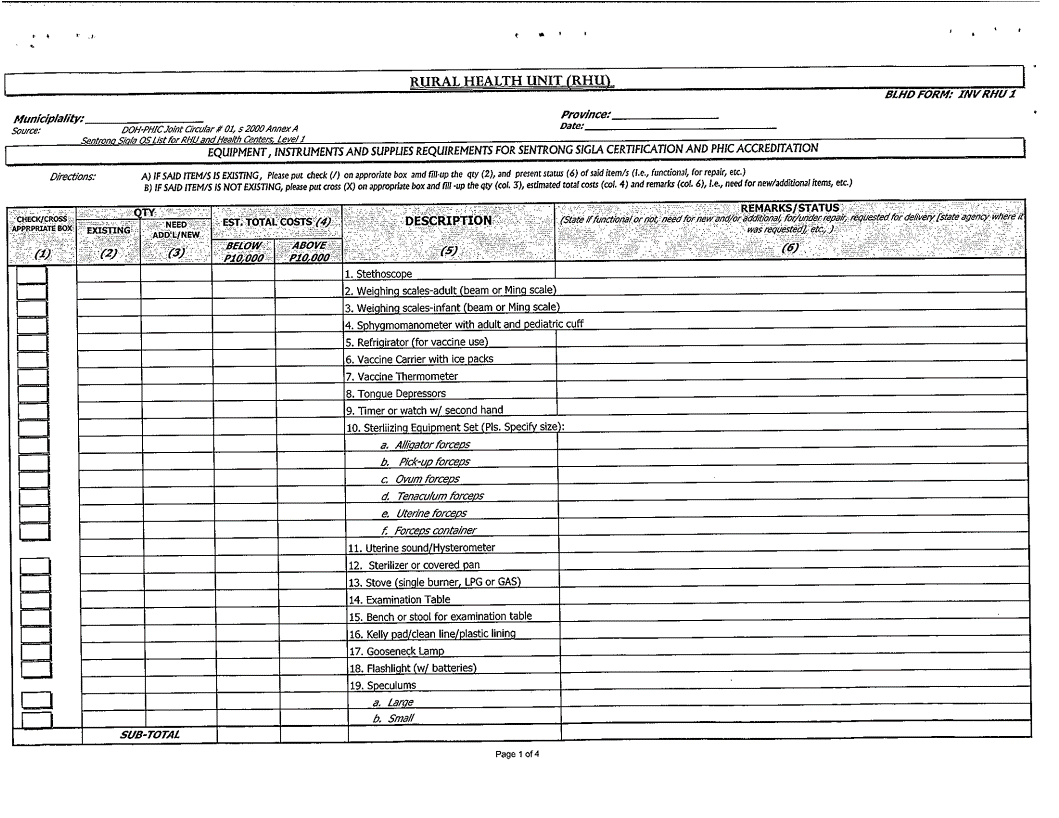 RURAL HEALTH UNIT (RHU)
BLHD FORM: INV RHU 1
Municiplality:
Province:
Source: DOH-PHIC Joint Circular # 01, s 2000 Annex A
Date:
Sentrong Sigla QS List for RHU and Health Centers, Level 1
EQUIPMENT, INSTRUMENTS AND SUPPLIES REQUIREMENTS FOR SENTRONG SIGLA CERTIFICATION AND PHIC ACCREDITATION
Directions: A) IF SAID ITEM/S IS EXISTING, Please put check (/) on approriate box and fill-up the qty (2), and present status (6) of said item/s (I.e., functional, for repair, etc.)
B) IF SAID ITEM/S IS NOT EXISTING, please put cross (X) on approriate box and fill-up the qty (col. 3), estimated total costs (col. 4) and remarks (col. 6), I.e., need for new/additional items, etc.)
CHECK/CROSS APPRPRIATE BOX (1)
QTY
EXISTING (2)
NEED ADD'L/NEW (3)
EST. TOTAL COSTS (4)
BELOW P10,000
ABOVE P10,000
DESCRIPTION (5)
REMARKS/STATUS
(State if functional or not, need for new and/or additional, for/under repair, requested for delivery [state agency where it was requested], etc., )
(6)
1. Stethoscope
2. Weighing scales-adult (beam or Ming scale)
3. Weighing scales-infant (beam or Ming scale)
4. Sphygmomanometer with adult and pediatric cuff
5. Refrigirator (for vaccine use)
6. Vaccine Carrier with ice packs
7. Vaccine Thermometer
8. Tongue Depressors
9. Timer or watch w/ second hand
10. Steriiizing Equipment Set (Pls. Specify size):
a. Alligator forceps
b. Pick-up forceps
c. Ovum forceps
d. Tenaculum forceps
e. Uterine forceps
f. Forceps container
11. Uterine sound/Hysterometer
12. Sterilizer or covered pan
13. Stove (single burner, LPG or GAS)
14. Examination Table
15. Bench or stool for examination table
16. Kelly pad/clean line/plastic lining
17. Gooseneck Lamp
18. Flashlight (w/ batteries)
19. Speculums
a. Large
b. Small
SUB-TOTAL
Page 1 of 4